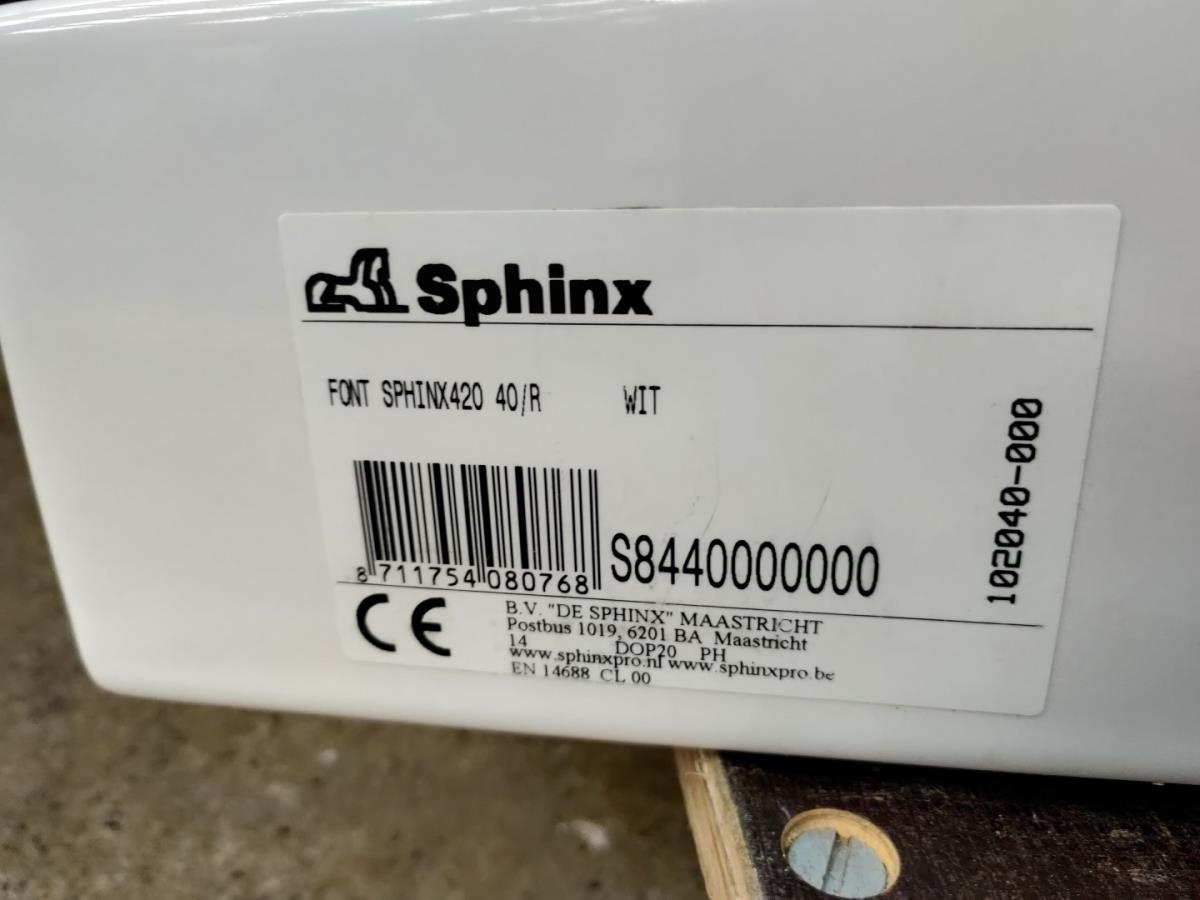 Sphinx
FONT SPHINX420 40/R WIT
8 711754 080768
S8440000000
102040-000
CE
B.V. "DE SPHINX" MAASTRICHT
Postbus 1019, 6201 BA Maastricht
14 DOP20 PH
www.sphinxpro.nl www.sphinxpro.be
EN 14688 CL 00